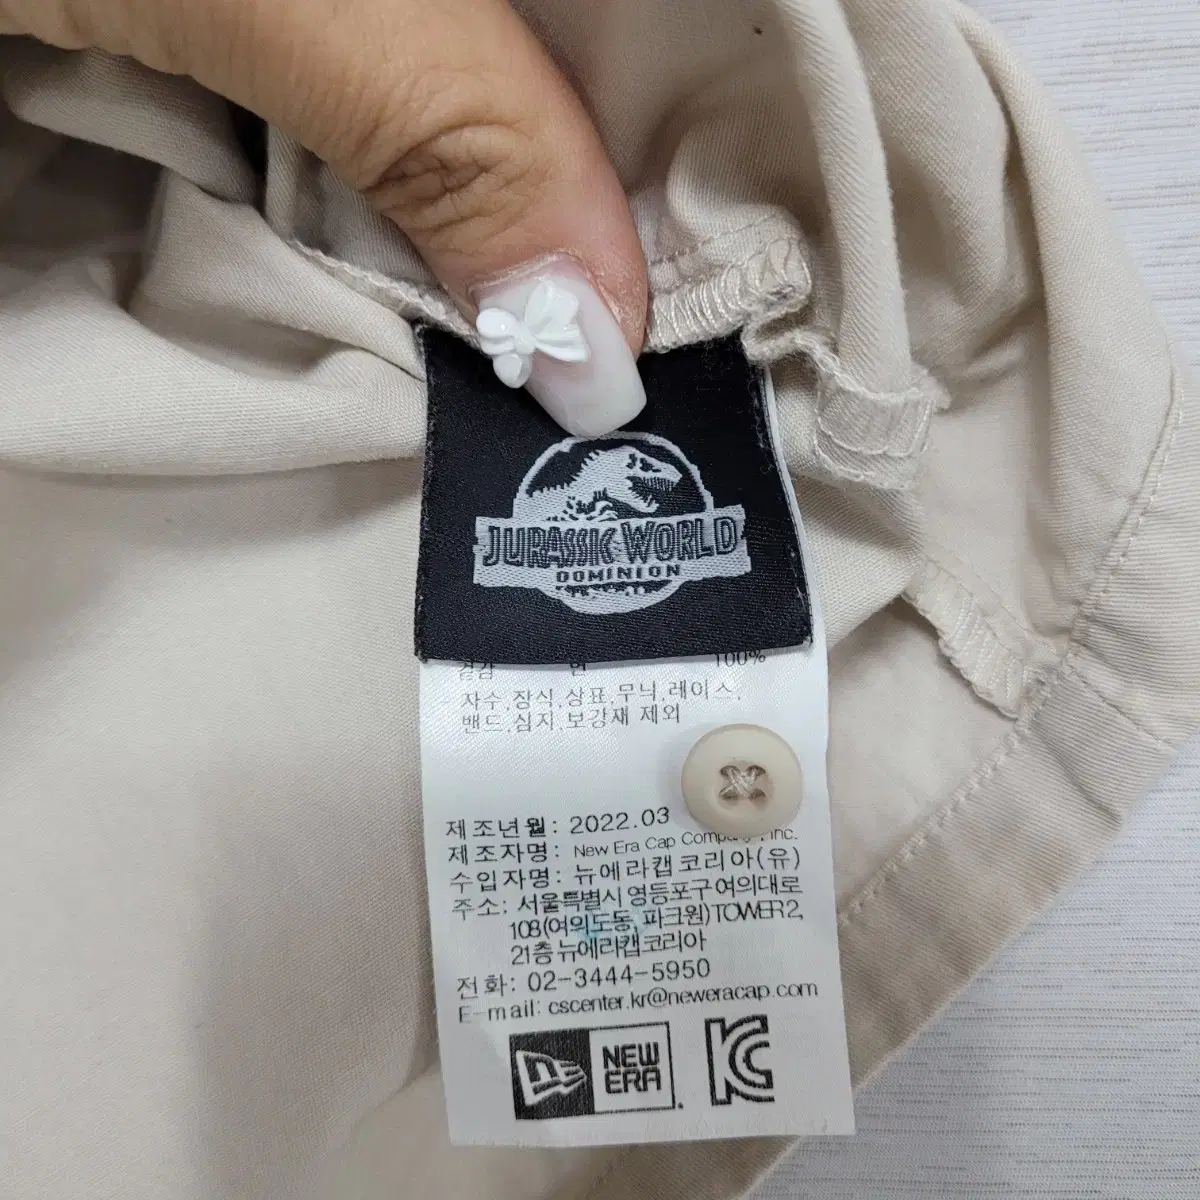 JURASSIC WORLD
DOMINION
겉감 면 100%
자수,장식,상표,무늬,레이스,
밴드,심지,보강재 제외
제조년월: 2022.03
제조자명: New Era Cap Company, Inc.
수입자명: 뉴에라캡코리아(유)
주소: 서울특별시 영등포구 여의대로
108(여의도동, 파크원) TOWER 2,
21층 뉴에라캡코리아
전화: 02-3444-5950
E-mail: cscenter.kr@neweracap.com
NEW
ERA